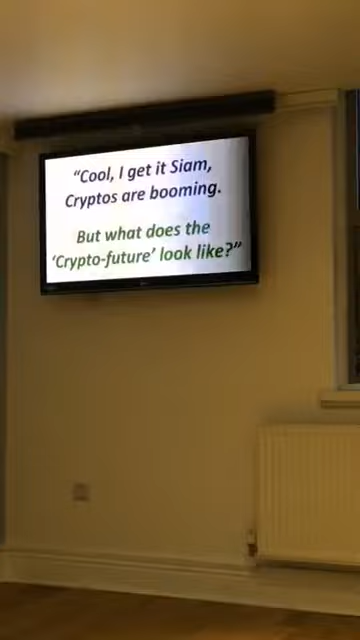 “Cool, I get it Siam,
Cryptos are booming.
But what does the
‘Crypto-future’ look like?”